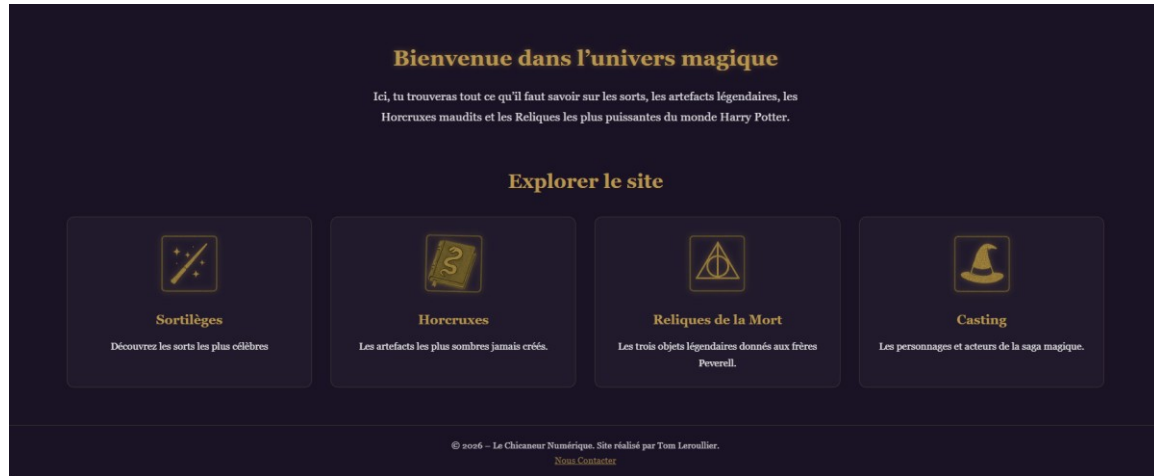 Bienvenue dans l’univers magique
Ici, tu trouveras tout ce qu’il faut savoir sur les sorts, les artefacts légendaires, les
Horcruxes maudits et les Reliques les plus puissantes du monde Harry Potter.
Explorer le site
Sortilèges
Découvrez les sorts les plus célèbres
Horcruxes
Les artefacts les plus sombres jamais créés.
Reliques de la Mort
Les trois objets légendaires donnés aux frères
Peverell.
Casting
Les personnages et acteurs de la saga magique.
© 2026 – Le Chicaneur Numérique. Site réalisé par Tom Leroullier.
Nous Contacter